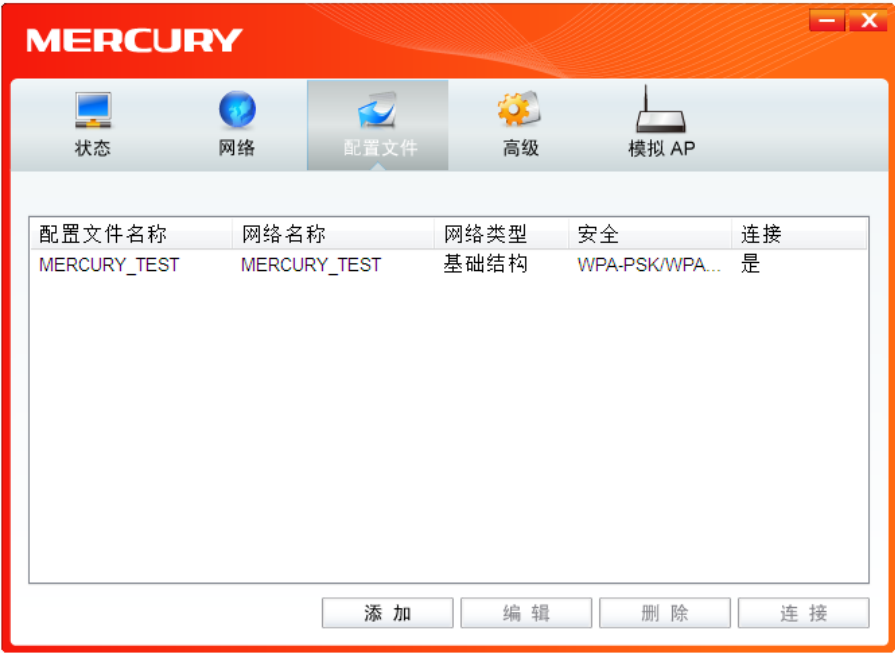 MERCURY
状态 网络 配置文件 高级 模拟 AP
配置文件名称 网络名称 网络类型 安全 连接
MERCURY_TEST MERCURY_TEST 基础结构 WPA-PSK/WPA... 是
添 加 编 辑 删 除 连 接